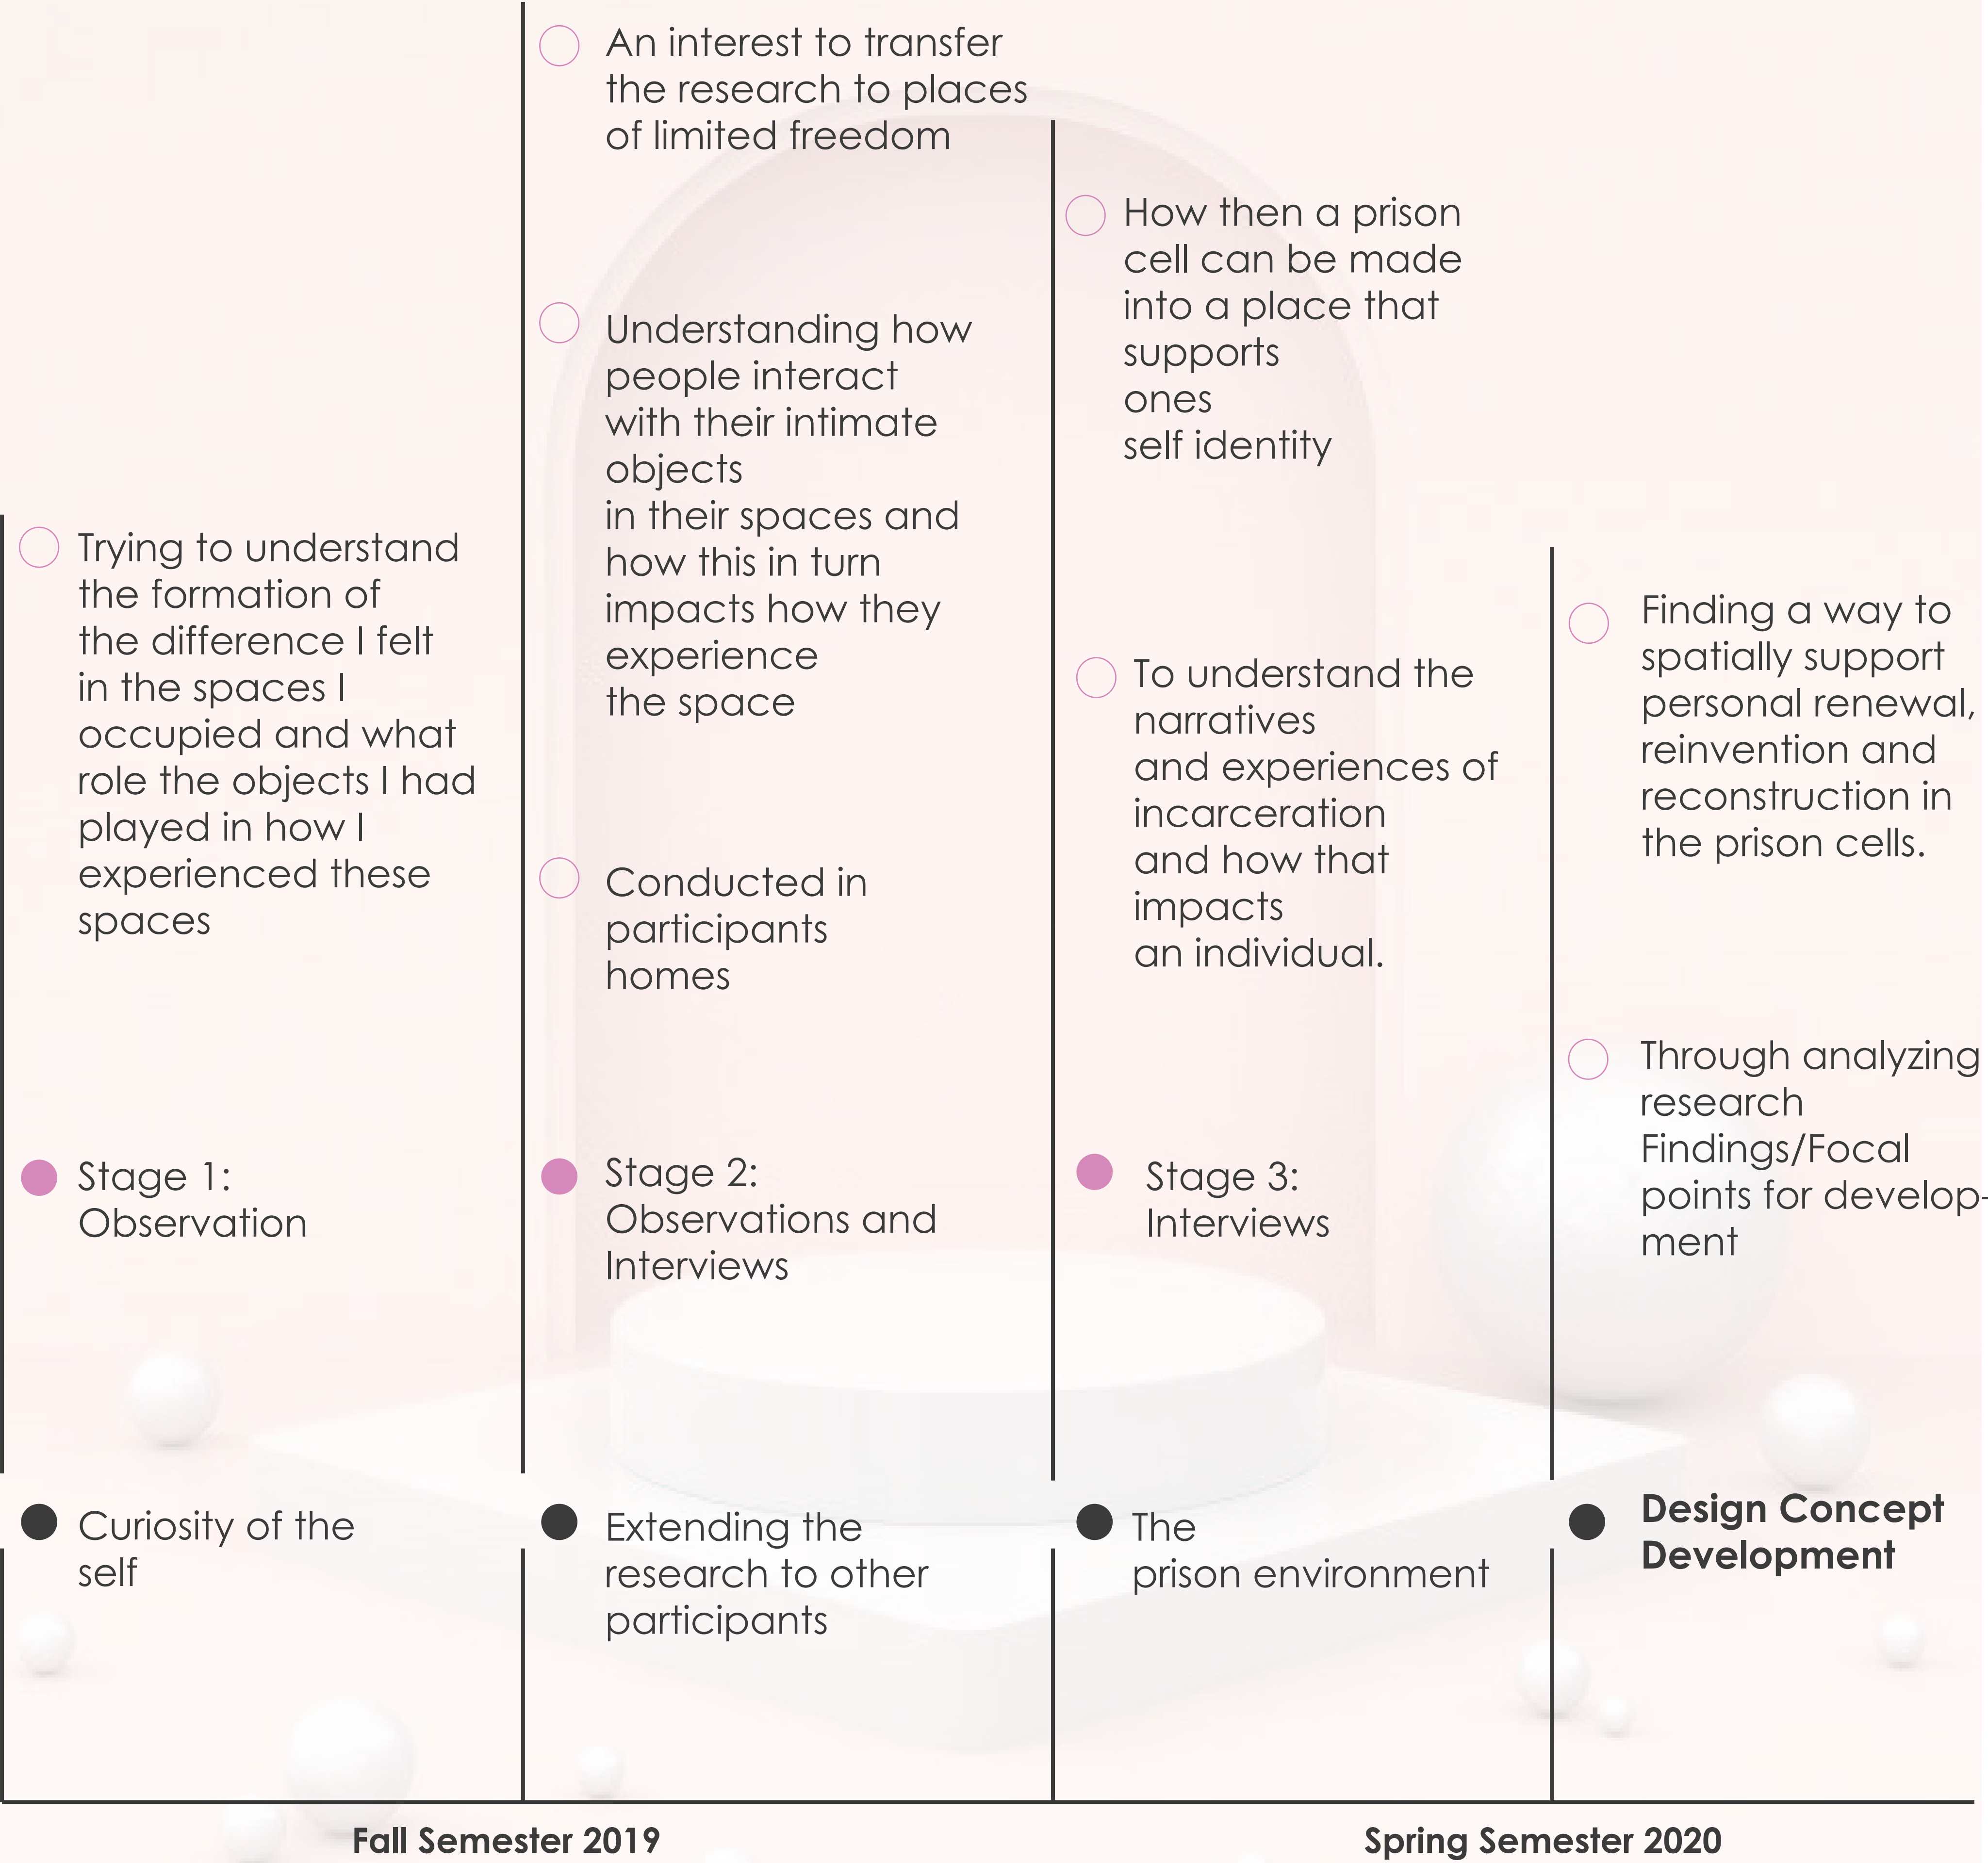 Trying to understand
the formation of
the difference I felt
in the spaces I
occupied and what
role the objects I had
played in how I
experienced these
spaces
Stage 1:
Observation
Curiosity of the
self
An interest to transfer
the research to places
of limited freedom
Understanding how
people interact
with their intimate
objects
in their spaces and
how this in turn
impacts how they
experience
the space
Conducted in
participants
homes
Stage 2:
Observations and
Interviews
Extending the
research to other
participants
How then a prison
cell can be made
into a place that
supports
ones
self identity
To understand the
narratives
and experiences of
incarceration
and how that
impacts
an individual.
Stage 3:
Interviews
The
prison environment
Finding a way to
spatially support
personal renewal,
reinvention and
reconstruction in
the prison cells.
Through analyzing
research
Findings/Focal
points for develop-
ment
Design Concept
Development
Fall Semester 2019
Spring Semester 2020